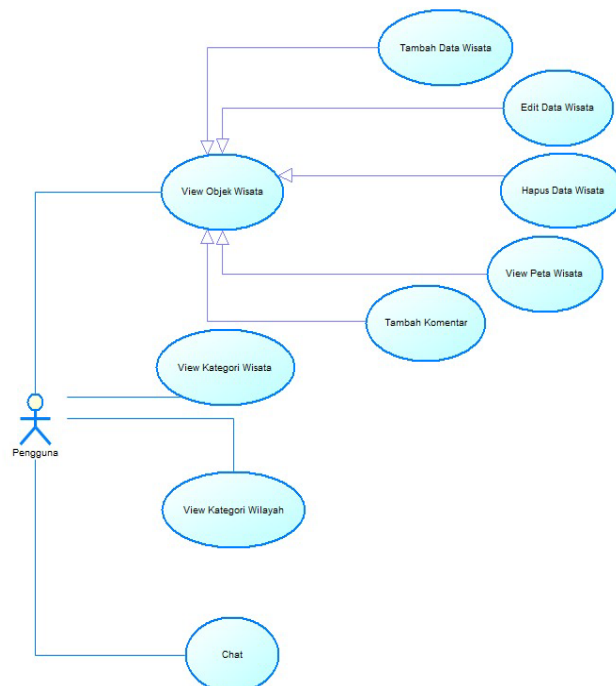 Tambah Data Wisata
Edit Data Wisata
View Objek Wisata
Hapus Data Wisata
View Peta Wisata
Tambah Komentar
View Kategori Wisata
Pengguna
View Kategori Wilayah
Chat